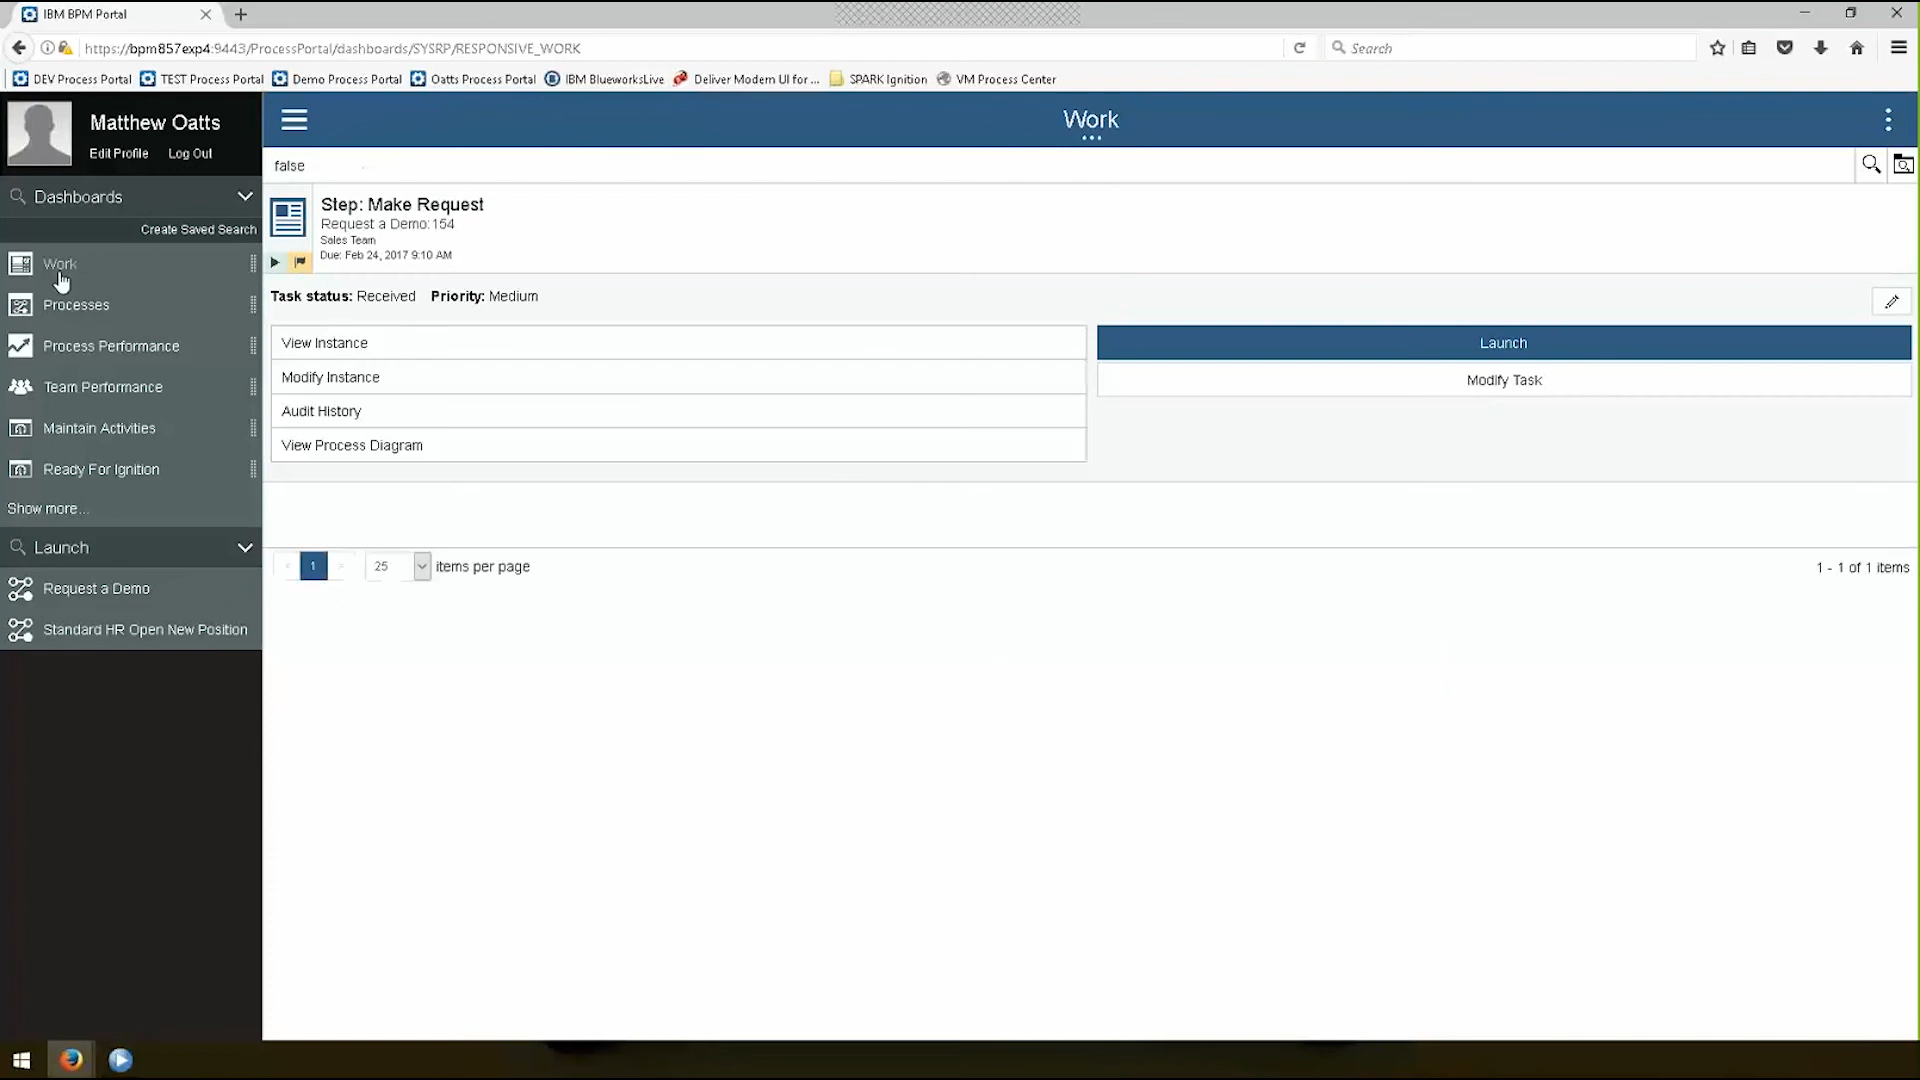 IBM BPM Portal
https://bpm857exp4:9443/ProcessPortal/dashboards/SYSRP/RESPONSIVE_WORK
Search
DEV Process Portal
TEST Process Portal
Demo Process Portal
Oatts Process Portal
IBM BlueworksLive
Deliver Modern UI for ...
SPARK Ignition
VM Process Center
Matthew Oatts
Edit Profile
Log Out
Work
false
Dashboards
Create Saved Search
Work
Processes
Process Performance
Team Performance
Maintain Activities
Ready For Ignition
Show more...
Launch
Request a Demo
Standard HR Open New Position
Step: Make Request
Request a Demo:154
Sales Team
Due: Feb 24, 2017 9:10 AM
Task status: Received Priority: Medium
View Instance
Modify Instance
Audit History
View Process Diagram
Launch
Modify Task
< 1 > 25 items per page
1 - 1 of 1 items